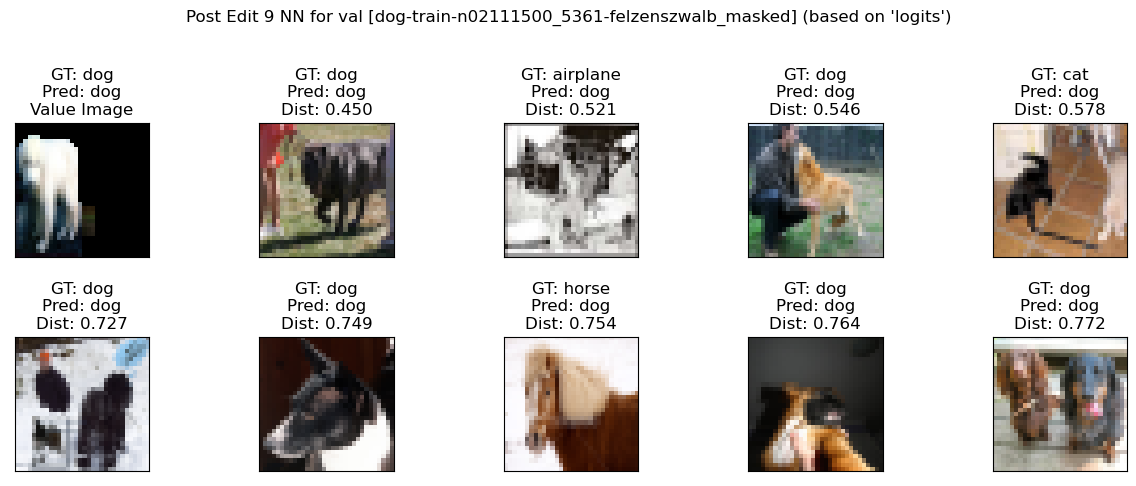 Post Edit 9 NN for val [dog-train-n02111500_5361-felzenszwalb_masked] (based on 'logits')
GT: dog
Pred: dog
Value Image
GT: dog
Pred: dog
Dist: 0.450
GT: airplane
Pred: dog
Dist: 0.521
GT: dog
Pred: dog
Dist: 0.546
GT: cat
Pred: dog
Dist: 0.578
GT: dog
Pred: dog
Dist: 0.727
GT: dog
Pred: dog
Dist: 0.749
GT: horse
Pred: dog
Dist: 0.754
GT: dog
Pred: dog
Dist: 0.764
GT: dog
Pred: dog
Dist: 0.772